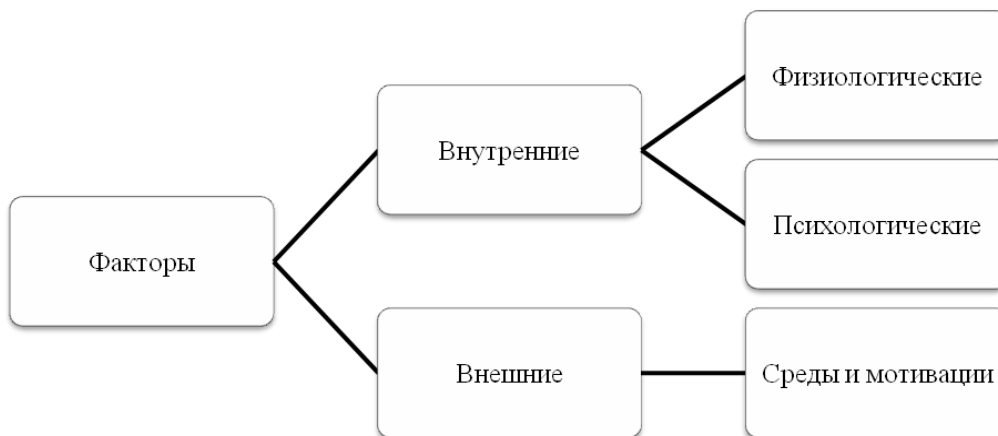 Факторы
Внутренние
Физиологические
Психологические
Внешние
Среды и мотивации